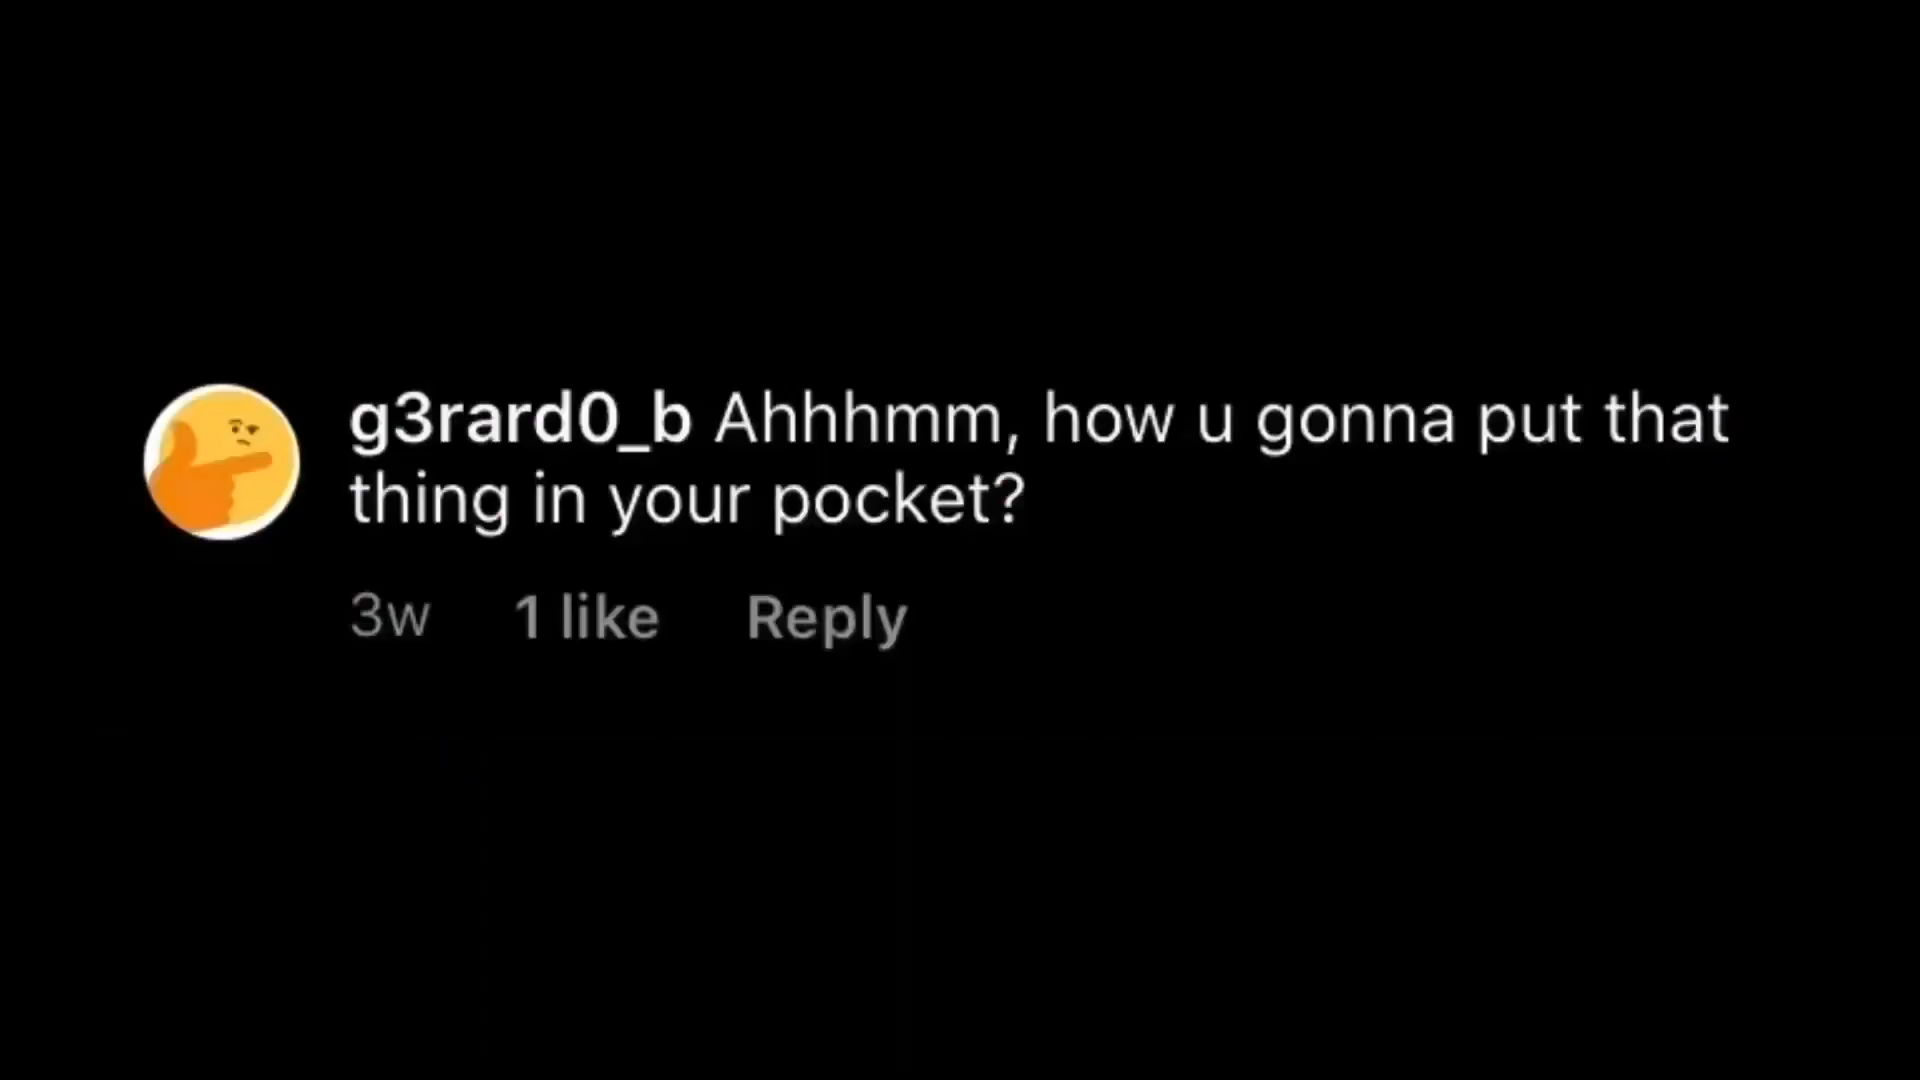 g3rard0_b Ahhhmm, how u gonna put that
thing in your pocket?
3w 1 like Reply